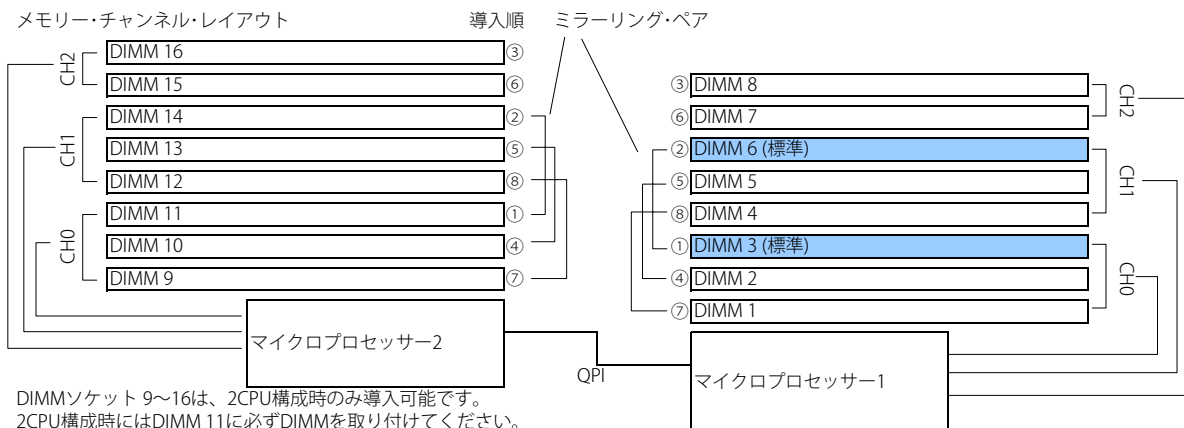 メモリー・チャンネル・レイアウト 導入順 ミラーリング・ペア
CH2
DIMM 16 ③
DIMM 15 ⑥
CH1
DIMM 14 ②
DIMM 13 ⑤
DIMM 12 ⑧
CH0
DIMM 11 ①
DIMM 10 ④
DIMM 9 ⑦
マイクロプロセッサー2
QPI
③ DIMM 8
⑥ DIMM 7
CH2
② DIMM 6 (標準)
⑤ DIMM 5
⑧ DIMM 4
CH1
① DIMM 3 (標準)
④ DIMM 2
⑦ DIMM 1
CH0
マイクロプロセッサー1
DIMMソケット 9～16は、2CPU構成時のみ導入可能です。
2CPU構成時にはDIMM 11に必ずDIMMを取り付けてください。